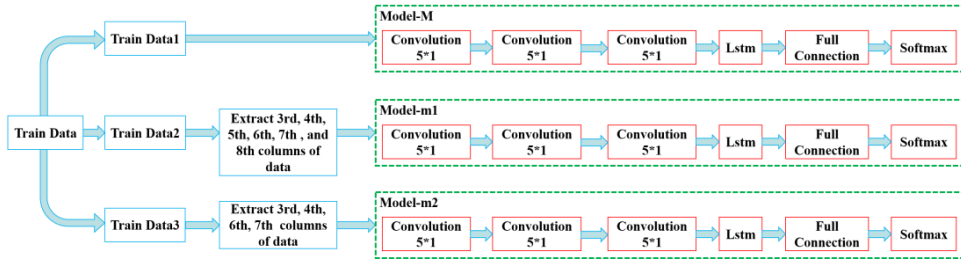 Model-M
Train Data1
Convolution
5*1
Convolution
5*1
Convolution
5*1
Lstm
Full
Connection
Softmax
Train Data
Model-m1
Train Data2
Extract 3rd, 4th,
5th, 6th, 7th , and
8th columns of
data
Convolution
5*1
Convolution
5*1
Convolution
5*1
Lstm
Full
Connection
Softmax
Model-m2
Train Data3
Extract 3rd, 4th,
6th, 7th columns
of data
Convolution
5*1
Convolution
5*1
Convolution
5*1
Lstm
Full
Connection
Softmax